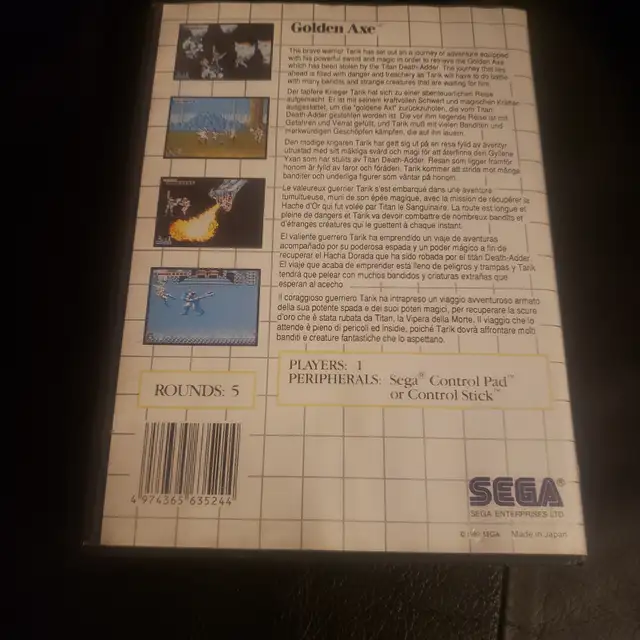 Golden Axe™
The brave warrior Tarik has set out on a journey of adventure equipped
with his powerful sword and magic in order to retrieve the Golden Axe
which has been stolen by the Titan Death-Adder. The journey that lies
ahead is filled with danger and treachery as Tarik will have to do battle
with many bandits and strange creatures that are waiting for him.
Der tapfere Krieger Tarik hat sich zu einer abenteuerlichen Reise
aufgemacht. Er ist mit seinem kraftvollen Schwert und magischen Kräften
ausgestattet, um die "goldene Axt" zurückzuholen, die vom Titan
Death-Adder gestohlen worden ist. Die vor ihm liegende Reise ist mit
Gefahren und Verrat gefüllt, und Tarik muß mit vielen Banditen und
merkwürdigen Geschöpfen kämpfen, die auf ihn lauern.
Den modige krigaren Tarik har gett sig ut på en resa fylld av äventyr
utrustad med sitt mäktiga svärd och magi för att återfinna den Gyllene
Yxan som har stulits av Titan Death-Adder. Resan som ligger framför
honom är fylld av faror och förräderi. Tarik kommer att strida mot många
banditer och underliga figurer som väntar på honom.
Le valeureux guerrier Tarik s'est embarqué dans une aventure
tumultueuse, muni de son épée magique, avec la mission de récupérer la
Hache d'Or qui fut volée par Titan le Sanguinaire. La route est longue et
pleine de dangers et Tarik va devoir combattre de nombreux bandits et
d'étranges créatures qui le guettent à chaque instant.
El valiente guerrero Tarik ha emprendido un viaje de aventuras
acompañado por su poderosa espada y un poder mágico a fin de
recuperar el Hacha Dorada que ha sido robada por el titán Death-Adder.
El viaje que acaba de emprender está lleno de peligros y trampas y Tarik
tendrá que pelear con muchos bandidos y criaturas extrañas que
esperan al acecho.
Il coraggioso guerriero Tarik ha intrapreso un viaggio avventuroso armato
della sua potente spada e dei suoi poteri magici, per recuperare la scure
d'oro che è stata rubata da Titan, la Vipera della Morte. Il viaggio che lo
attende è pieno di pericoli ed insidie, poiché Tarik dovrà affrontare molti
banditi e creature fantastiche che lo aspettano.
PLAYERS: 1
PERIPHERALS: Sega® Control Pad™
or Control Stick™
ROUNDS: 5
4 974365 635244
SEGA®
SEGA ENTERPRISES LTD.
© 1989 SEGA Made in Japan